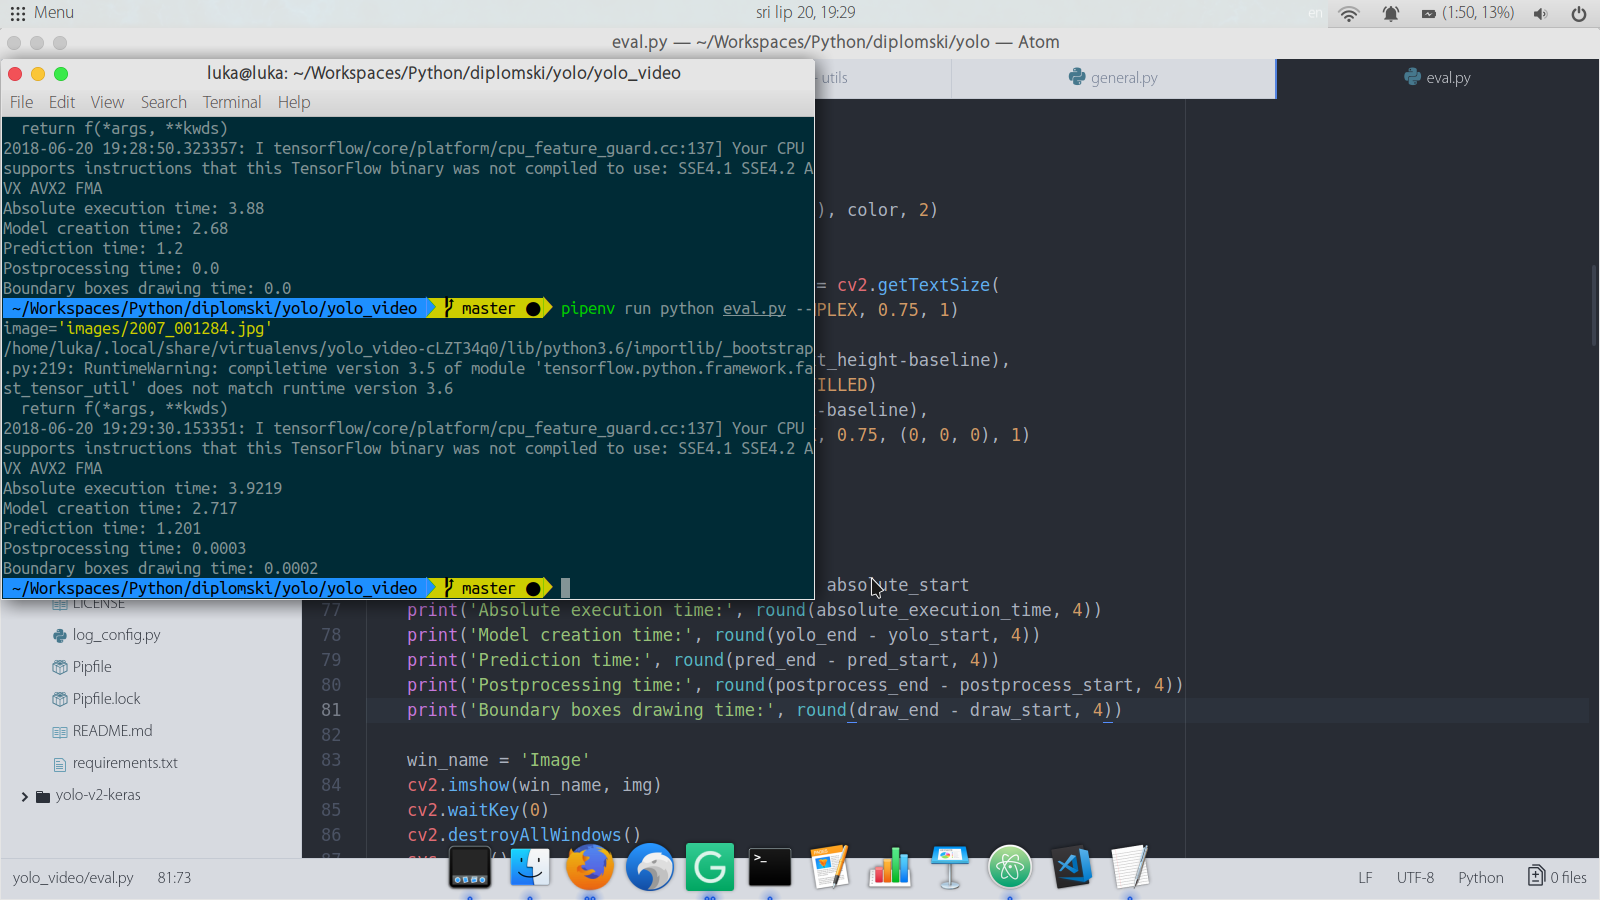 Menu
sri lip 20, 19:29
en
(1:50, 13%)
eval.py — ~/Workspaces/Python/diplomski/yolo — Atom
luka@luka: ~/Workspaces/Python/diplomski/yolo/yolo_video
File Edit View Search Terminal Help
return f(*args, **kwds)
2018-06-20 19:28:50.323357: I tensorflow/core/platform/cpu_feature_guard.cc:137] Your CPU
supports instructions that this TensorFlow binary was not compiled to use: SSE4.1 SSE4.2 A
VX AVX2 FMA
Absolute execution time: 3.88
Model creation time: 2.68
Prediction time: 1.2
Postprocessing time: 0.0
Boundary boxes drawing time: 0.0
~/Workspaces/Python/diplomski/yolo/yolo_video master pipenv run python eval.py --
image='images/2007_001284.jpg'
/home/luka/.local/share/virtualenvs/yolo_video-cLZT34q0/lib/python3.6/importlib/_bootstrap
.py:219: RuntimeWarning: compiletime version 3.5 of module 'tensorflow.python.framework.fa
st_tensor_util' does not match runtime version 3.6
return f(*args, **kwds)
2018-06-20 19:29:30.153351: I tensorflow/core/platform/cpu_feature_guard.cc:137] Your CPU
supports instructions that this TensorFlow binary was not compiled to use: SSE4.1 SSE4.2 A
VX AVX2 FMA
Absolute execution time: 3.9219
Model creation time: 2.717
Prediction time: 1.201
Postprocessing time: 0.0003
Boundary boxes drawing time: 0.0002
~/Workspaces/Python/diplomski/yolo/yolo_video master
utils
general.py
eval.py
), color, 2)
= cv2.getTextSize(
PLEX, 0.75, 1)
t_height-baseline),
ILLED)
-baseline),
, 0.75, (0, 0, 0), 1)
absolute_start
77 print('Absolute execution time:', round(absolute_execution_time, 4))
78 print('Model creation time:', round(yolo_end - yolo_start, 4))
79 print('Prediction time:', round(pred_end - pred_start, 4))
80 print('Postprocessing time:', round(postprocess_end - postprocess_start, 4))
81 print('Boundary boxes drawing time:', round(draw_end - draw_start, 4))
82
83 win_name = 'Image'
84 cv2.imshow(win_name, img)
85 cv2.waitKey(0)
86 cv2.destroyAllWindows()
LICENSE
log_config.py
Pipfile
Pipfile.lock
README.md
requirements.txt
yolo-v2-keras
yolo_video/eval.py 81:73
LF UTF-8 Python 0 files